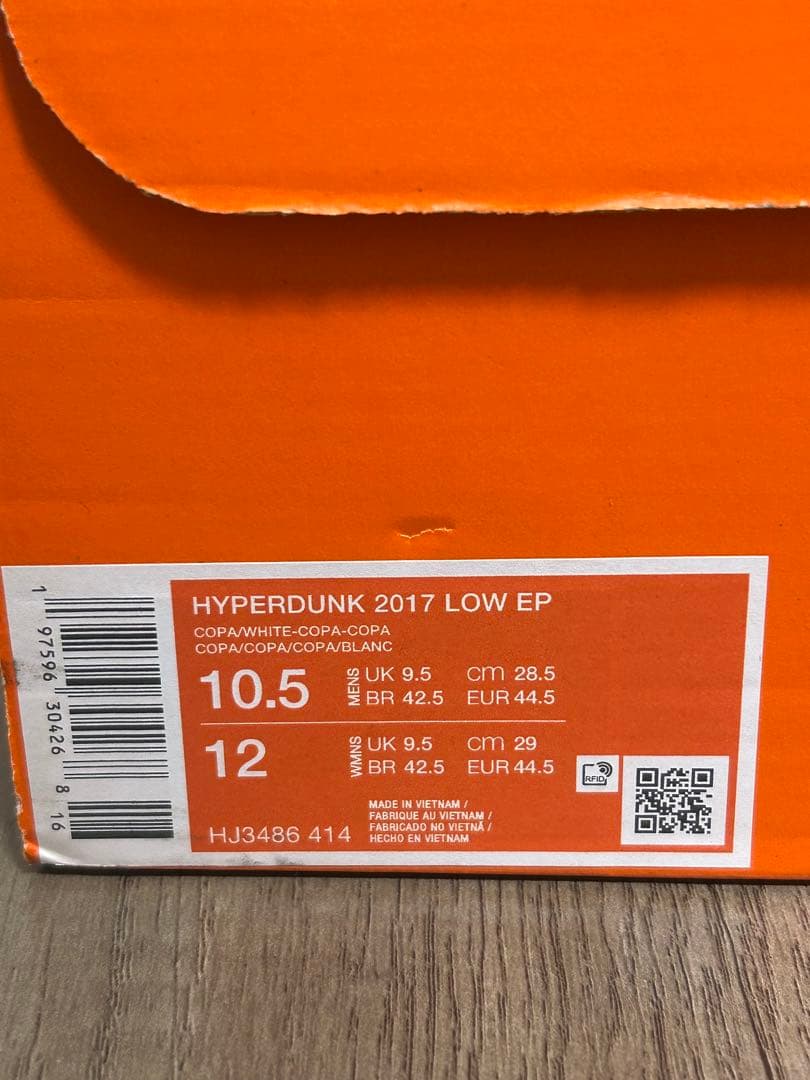 HYPERDUNK 2017 LOW EP
COPA/WHITE-COPA-COPA
COPA/COPA/COPA/BLANC
10.5 MENS UK 9.5 cm 28.5
BR 42.5 EUR 44.5
12 WMNS UK 9.5 cm 29
BR 42.5 EUR 44.5
RFID
MADE IN VIETNAM /
FABRIQUE AU VIETNAM /
FABRICADO NO VIETNÃ /
HECHO EN VIETNAM
HJ3486 414
1 97596 30426 8 16